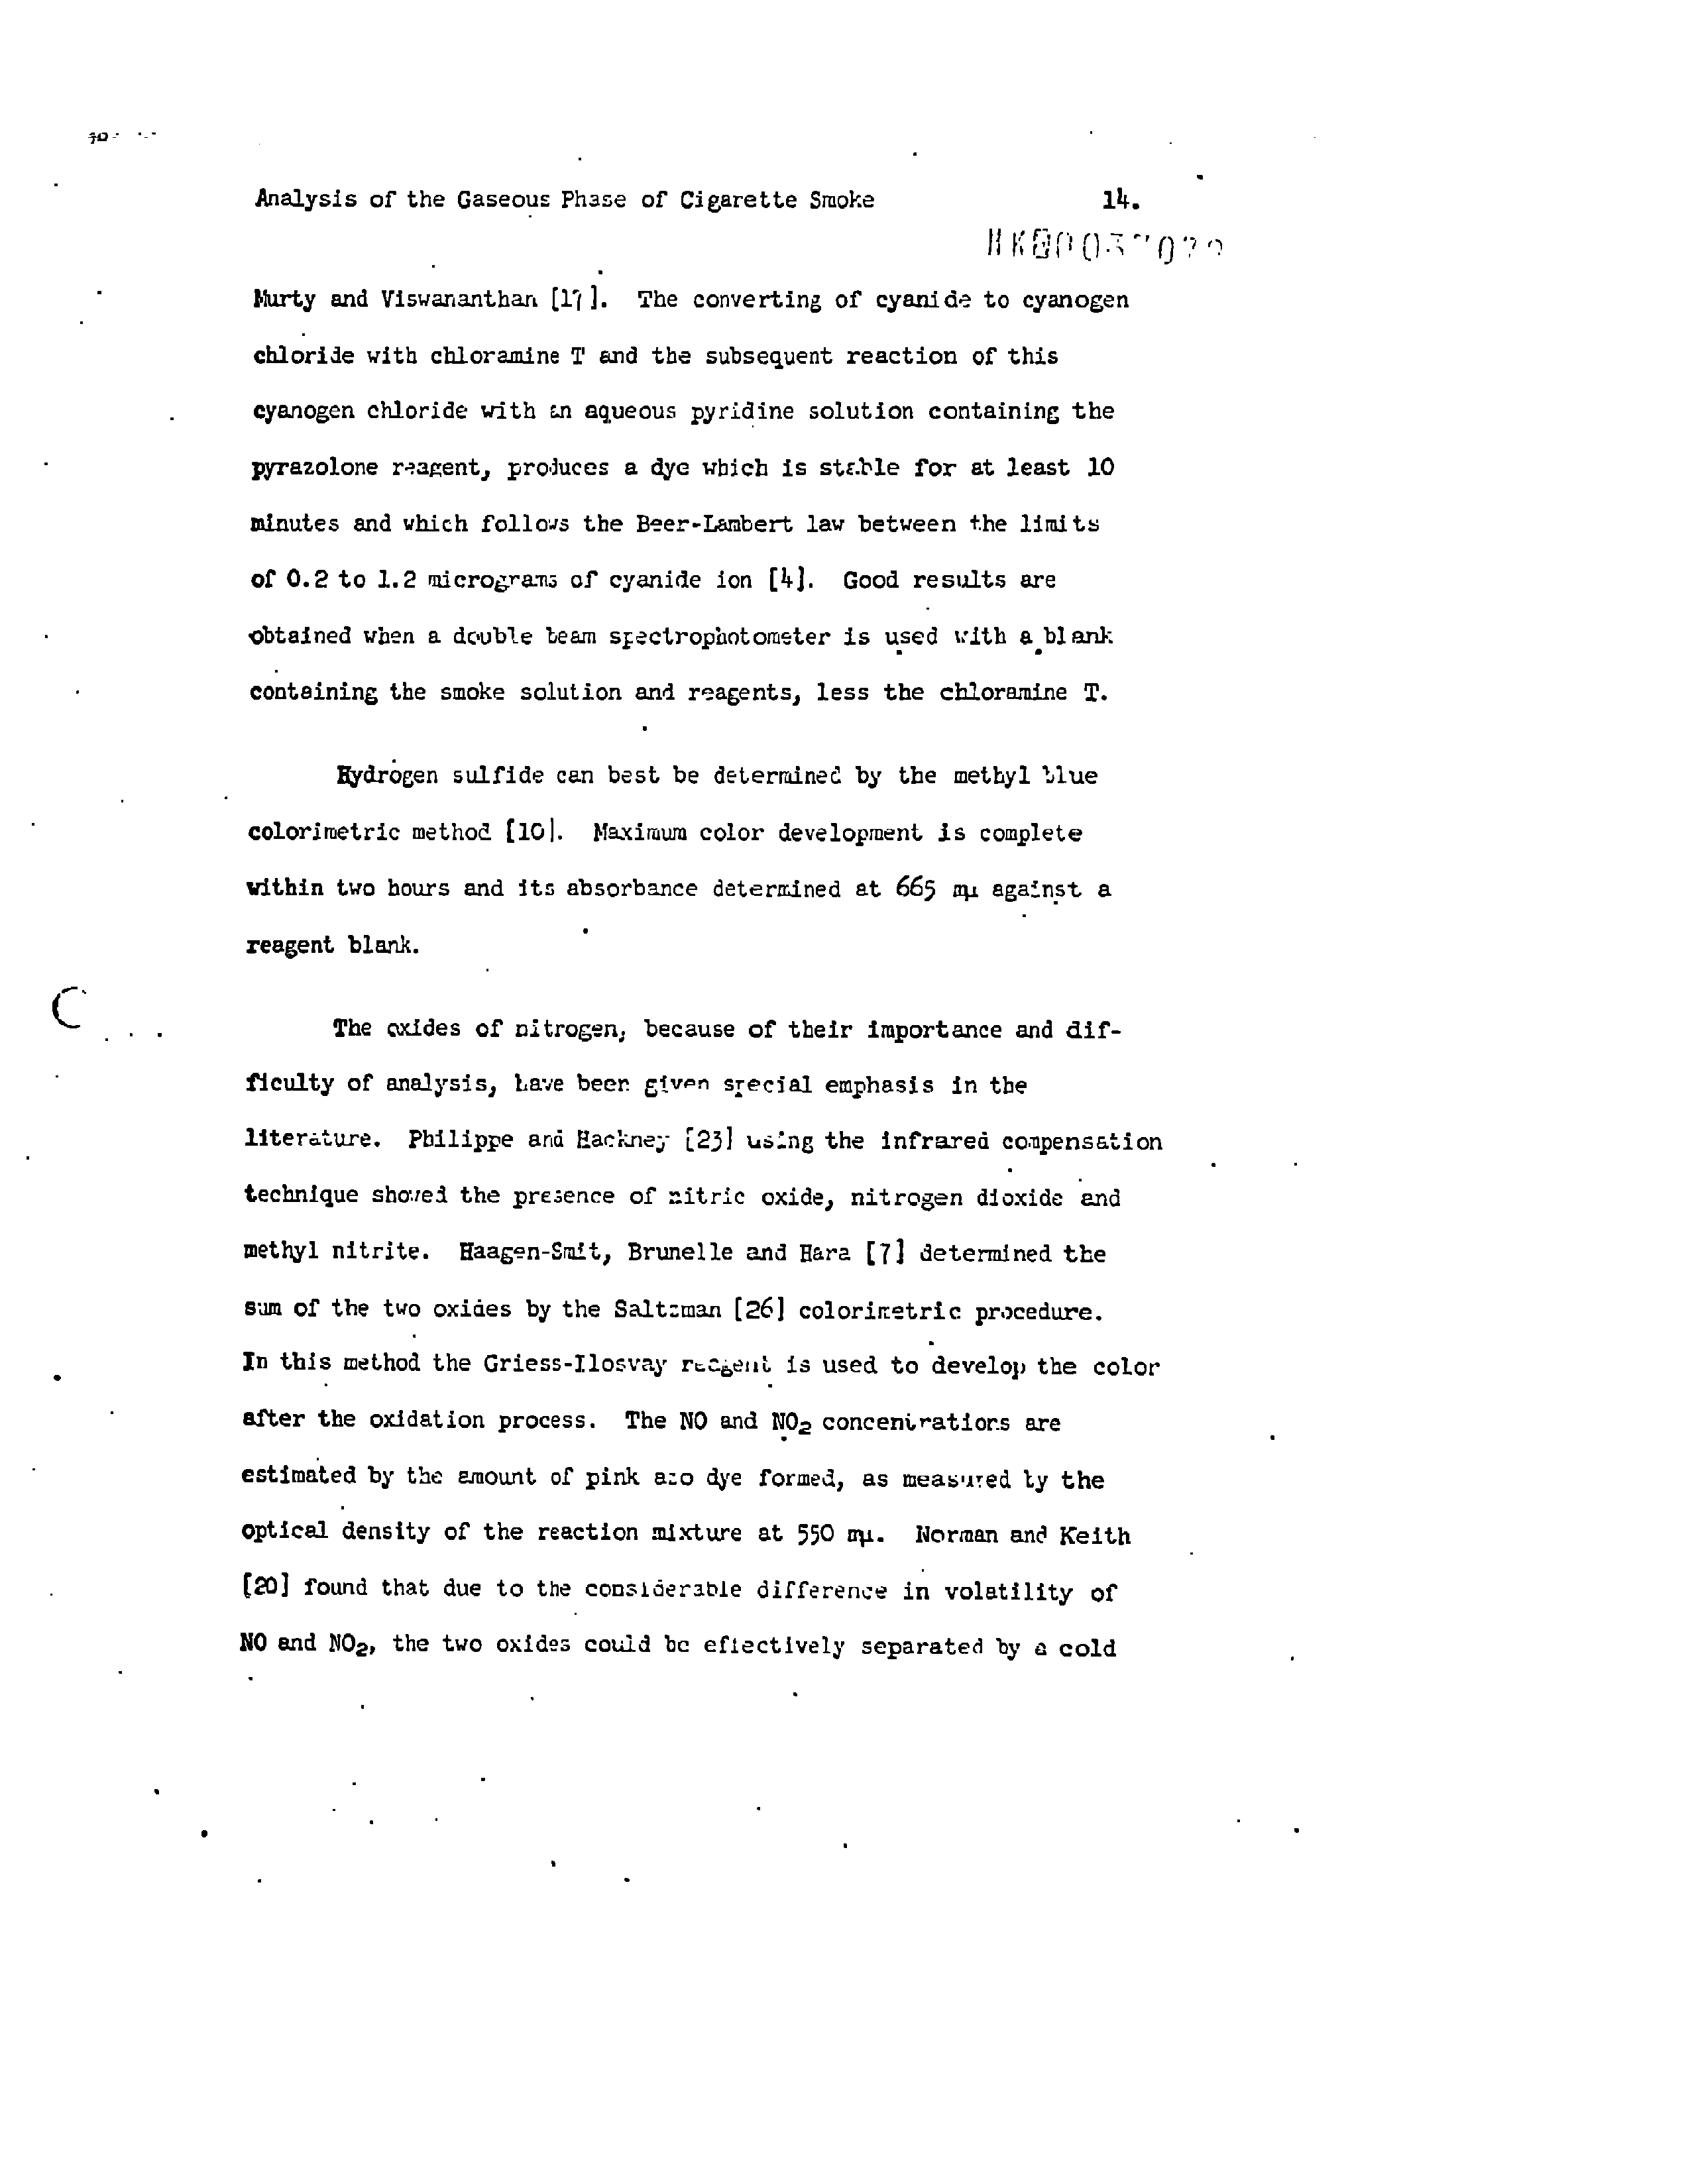 Analysis of the Gaseous Phase of Cigarette Smoke 14.
Murty and Viswananthan [17]. The converting of cyanide to cyanogen
chloride with chloramine T and the subsequent reaction of this
cyanogen chloride with an aqueous pyridine solution containing the
pyrazolone reagent, produces a dye which is stable for at least 10
minutes and which follows the Beer-Lambert law between the limits
of 0.2 to 1.2 micrograms of cyanide ion [4]. Good results are
obtained when a double beam spectrophotometer is used with a blank
containing the smoke solution and reagents, less the chloramine T.
Hydrogen sulfide can best be determined by the methyl blue
colorimetric method [10]. Maximum color development is complete
within two hours and its absorbance determined at 665 mµ against a
reagent blank.
The oxides of nitrogen, because of their importance and dif-
ficulty of analysis, have been given special emphasis in the
literature. Philippe and Hackney [23] using the infrared compensation
technique showed the presence of nitric oxide, nitrogen dioxide and
methyl nitrite. Haagen-Smit, Brunelle and Hara [7] determined the
sum of the two oxides by the Saltzman [26] colorimetric procedure.
In this method the Griess-Ilosvay reagent is used to develop the color
after the oxidation process. The NO and NO₂ concentrations are
estimated by the amount of pink azo dye formed, as measured by the
optical density of the reaction mixture at 550 mµ. Norman and Keith
[20] found that due to the considerable difference in volatility of
NO and NO₂, the two oxides could be effectively separated by a cold